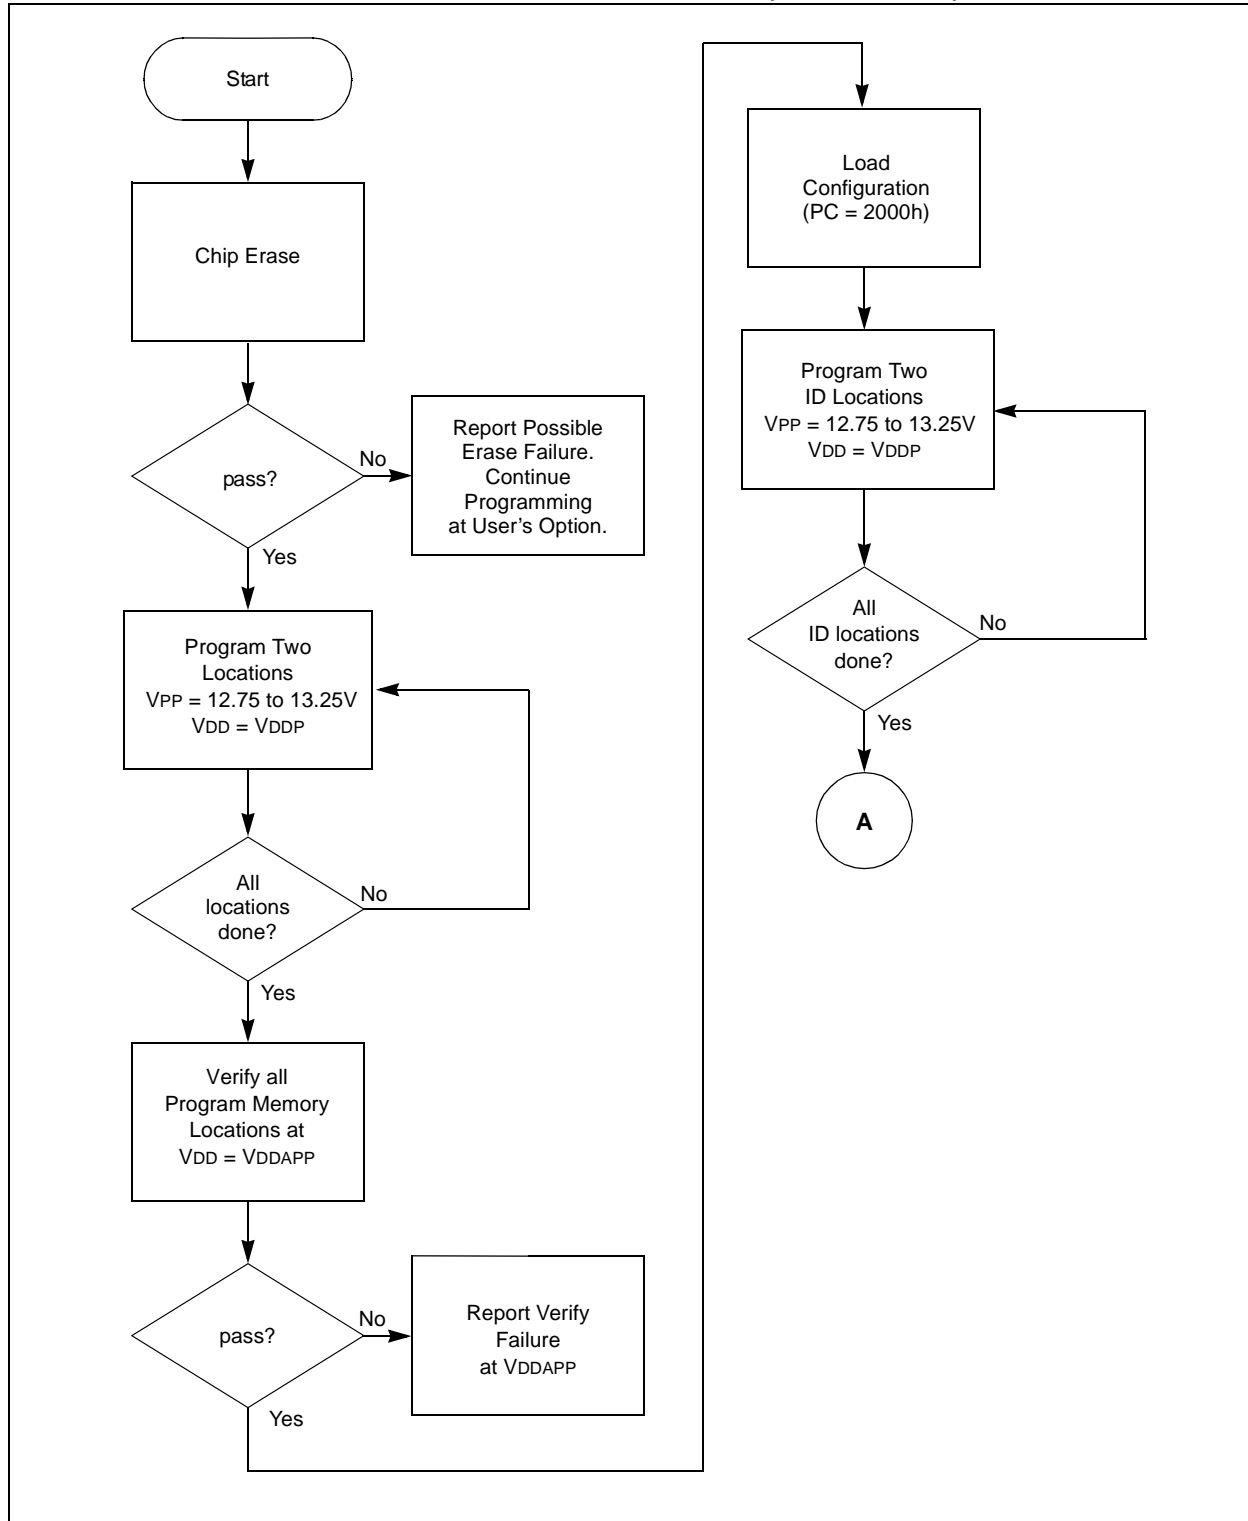 Start
Chip Erase
pass?
No
Report Possible
Erase Failure.
Continue
Programming
at User’s Option.
Yes
Program Two
Locations
VPP = 12.75 to 13.25V
VDD = VDDP
All
locations
done?
No
Yes
Verify all
Program Memory
Locations at
VDD = VDDAPP
pass?
No
Report Verify
Failure
at VDDAPP
Yes
Load
Configuration
(PC = 2000h)
Program Two
ID Locations
VPP = 12.75 to 13.25V
VDD = VDDP
All
ID locations
done?
No
Yes
A